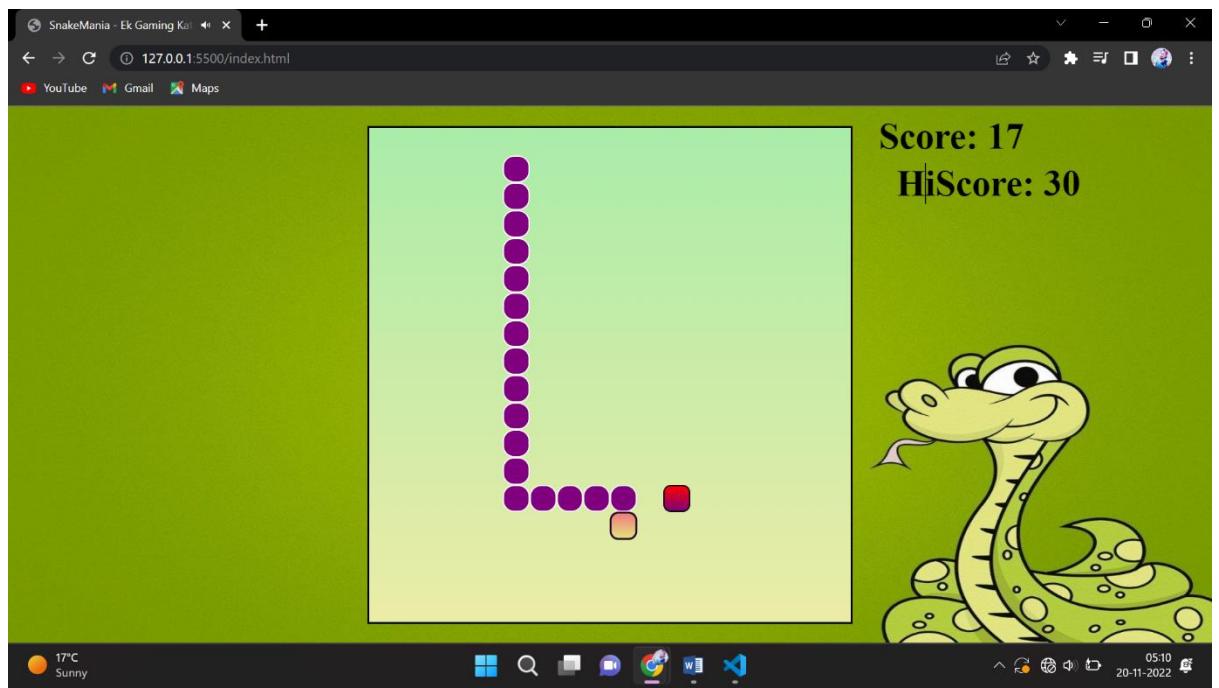 SnakeMania - Ek Gaming Kat
127.0.0.1:5500/index.html
YouTube Gmail Maps
Score: 17
HiScore: 30
17°C
Sunny
05:10
20-11-2022